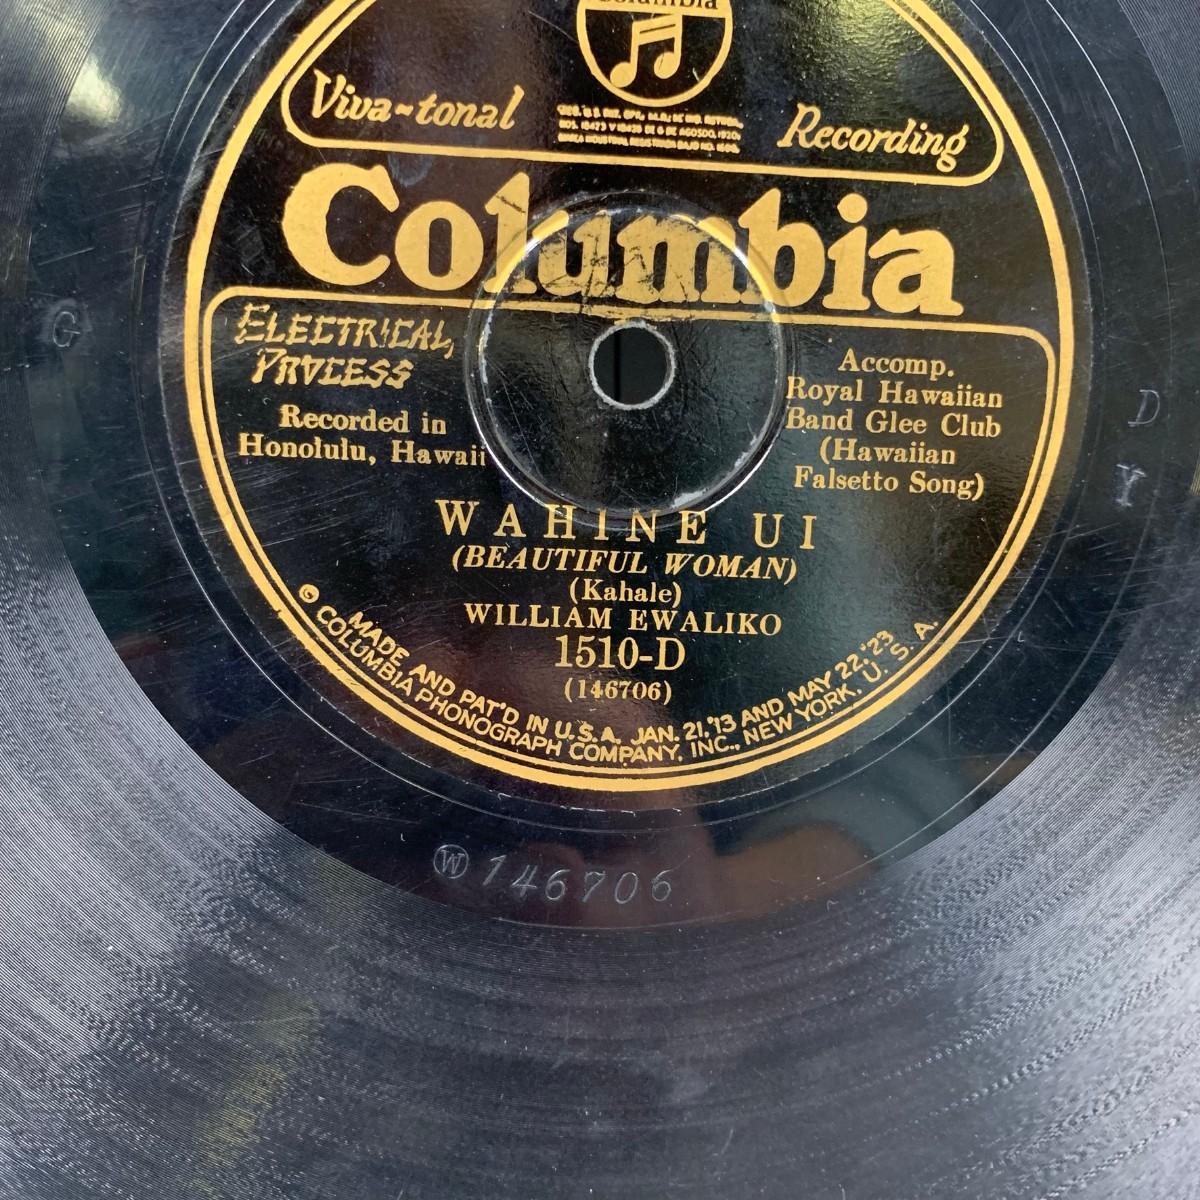 Columbia
Viva-tonal
Recording
Columbia
ELECTRICAL
PROCESS
Recorded in
Honolulu, Hawaii
Accomp.
Royal Hawaiian
Band Glee Club
(Hawaiian
Falsetto Song)
WAHINE UI
(BEAUTIFUL WOMAN)
(Kahale)
WILLIAM EWALIKO
1510-D
(146706)
MADE AND PAT'D IN U.S.A. JAN. 21,'13 AND MAY 22,'23
COLUMBIA PHONOGRAPH COMPANY, INC., NEW YORK, U. S. A.
G
D
Y
W 146706